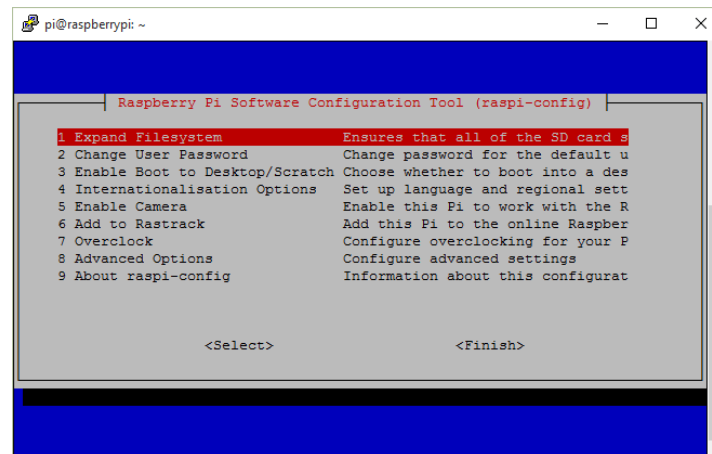 pi@raspberrypi: ~
Raspberry Pi Software Configuration Tool (raspi-config)
1 Expand Filesystem Ensures that all of the SD card s
2 Change User Password Change password for the default u
3 Enable Boot to Desktop/Scratch Choose whether to boot into a des
4 Internationalisation Options Set up language and regional sett
5 Enable Camera Enable this Pi to work with the R
6 Add to Rastrack Add this Pi to the online Raspber
7 Overclock Configure overclocking for your P
8 Advanced Options Configure advanced settings
9 About raspi-config Information about this configurat
<Select> <Finish>